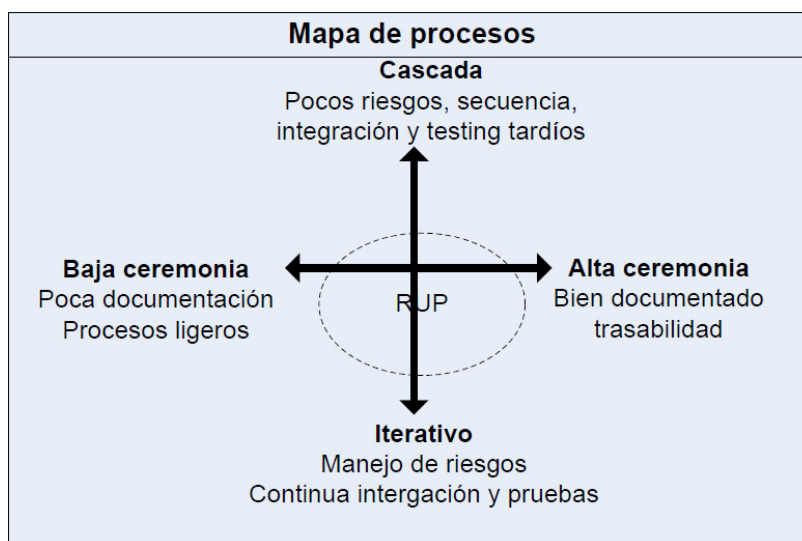 Mapa de procesos
Cascada
Pocos riesgos, secuencia,
integración y testing tardíos
Baja ceremonia
Poca documentación
Procesos ligeros
RUP
Alta ceremonia
Bien documentado
trasabilidad
Iterativo
Manejo de riesgos
Continua intergación y pruebas